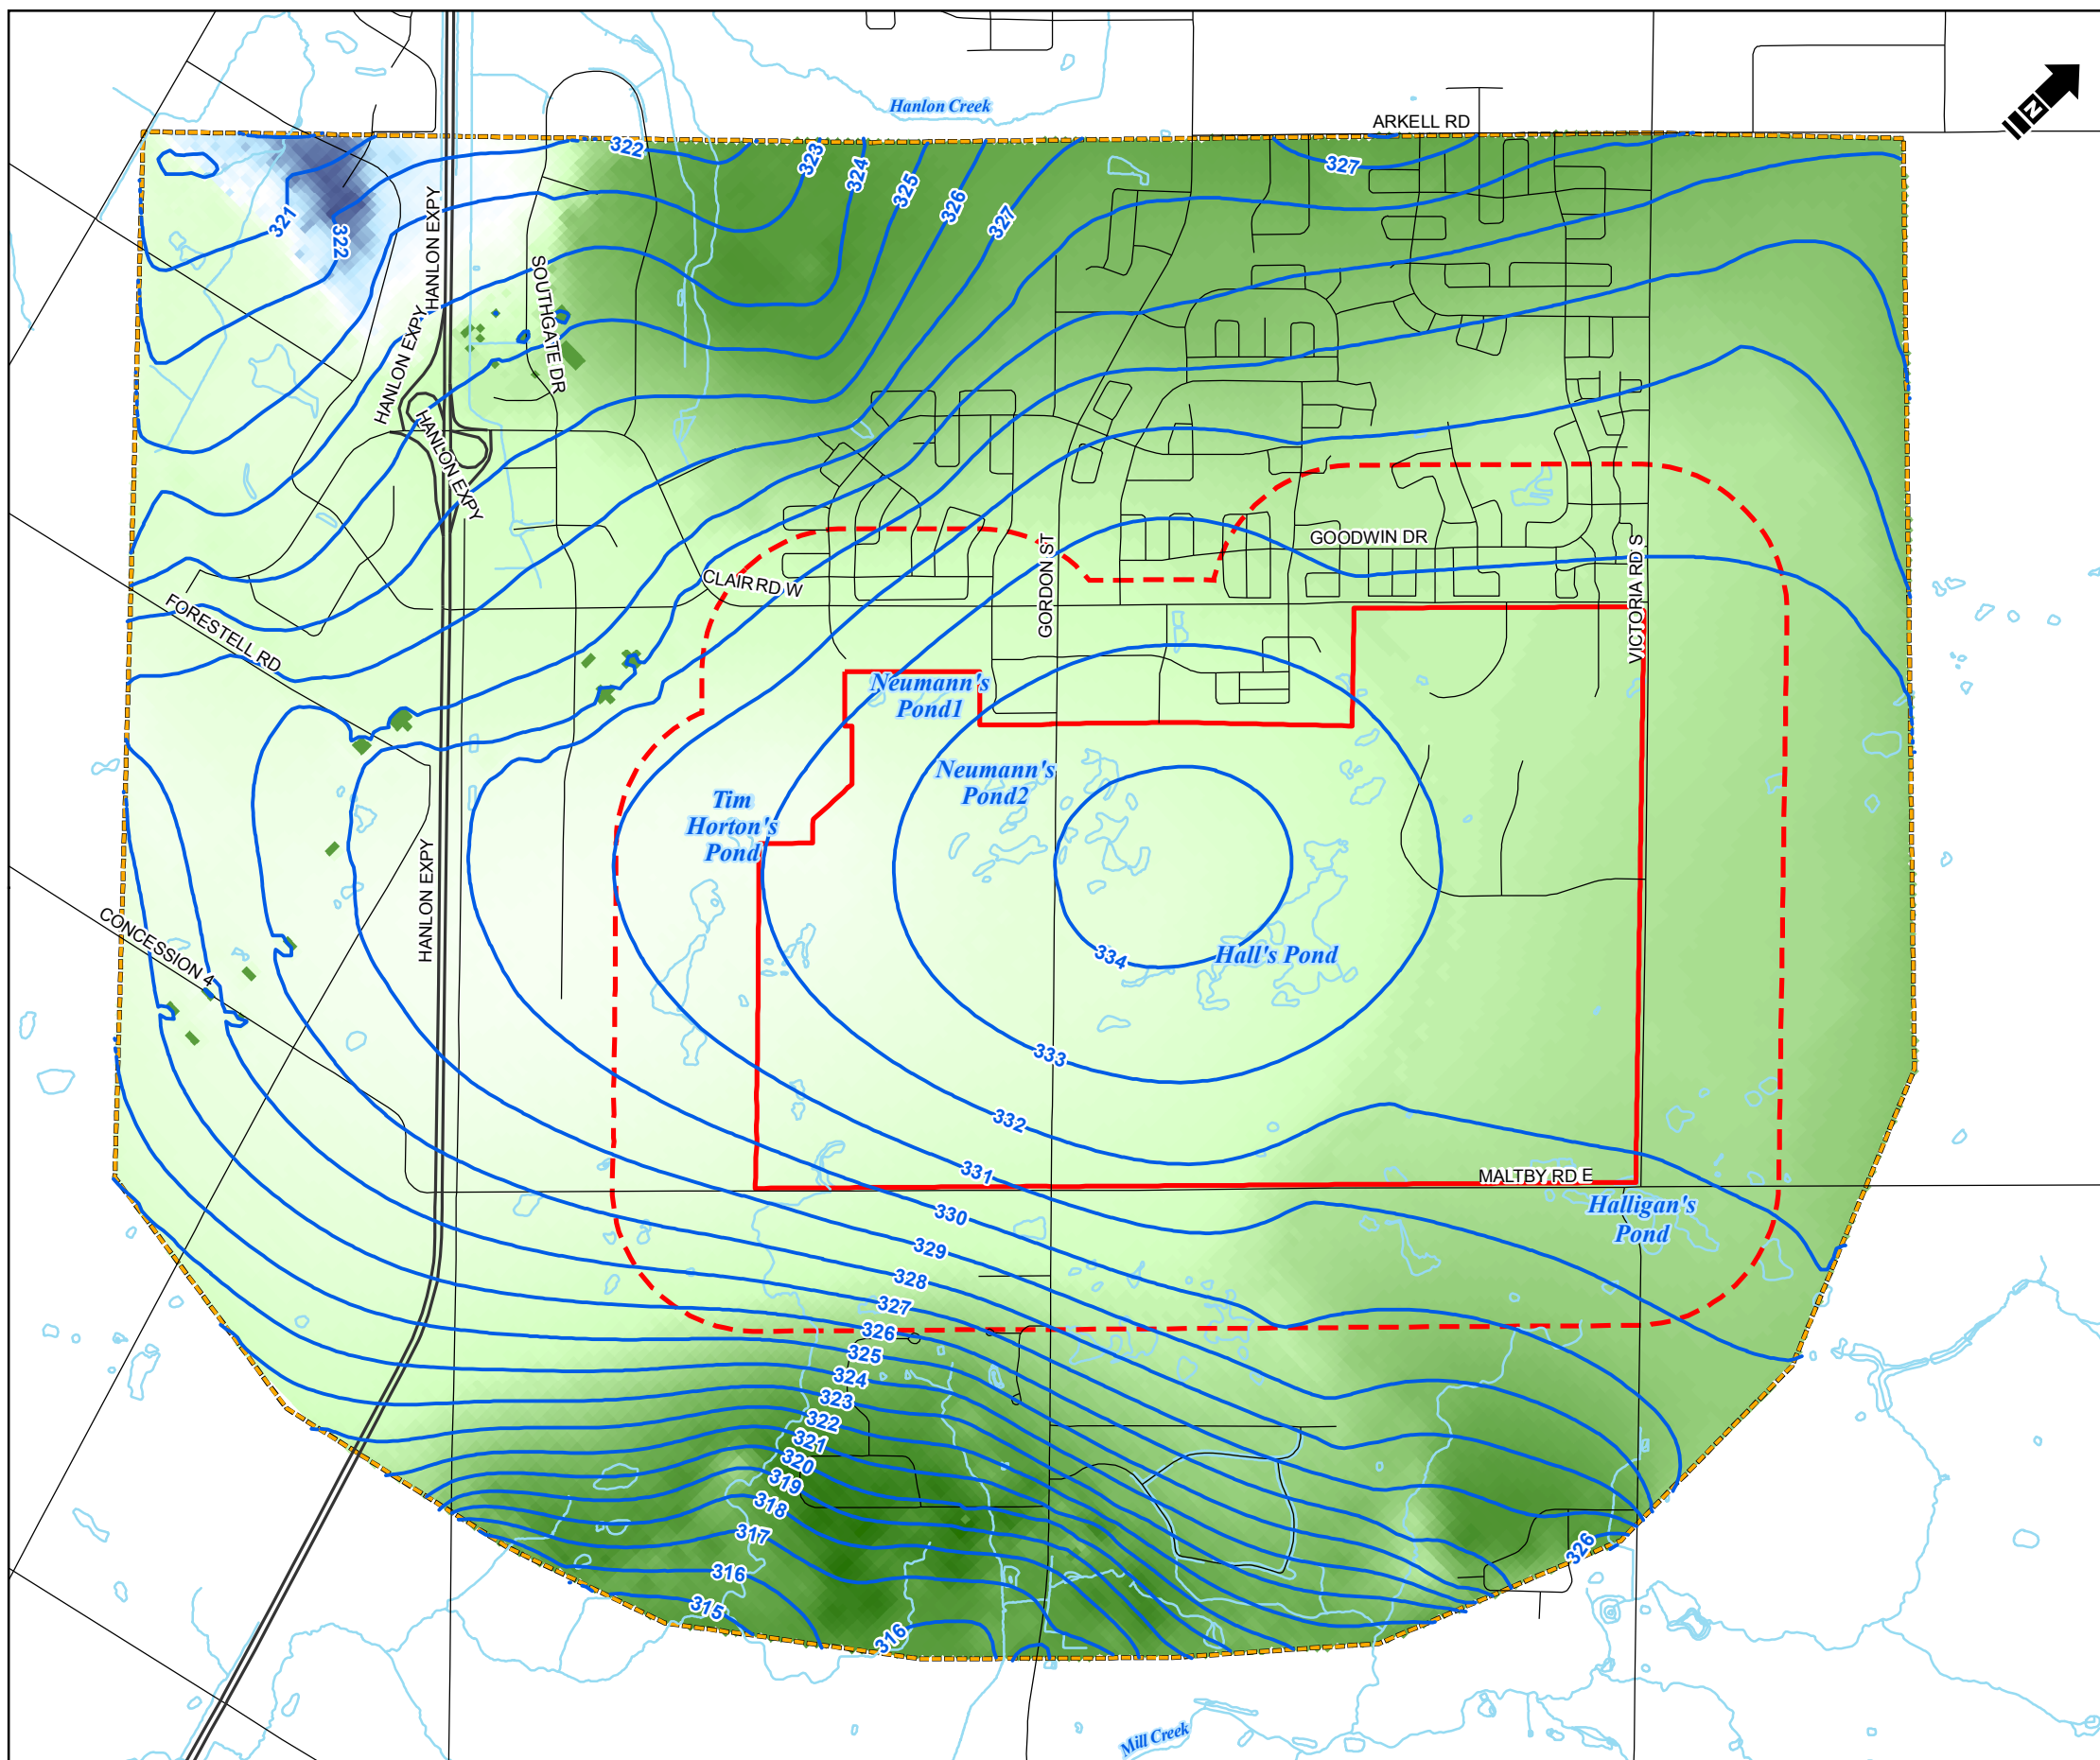 Hanlon Creek
ARKELL RD
N
322
323
324
325
326
327
327
321
322
HANLON EXPY
HANLON EXPY
HANLON EXPY
SOUTHGATE DR
CLAIR RD W
GORDON ST
GOODWIN DR
VICTORIA RD S
FORESTELL RD
Neumann's
Pond1
Neumann's
Pond2
Tim
Horton's
Pond
HANLON EXPY
CONCESSION 4
334
Hall's Pond
333
332
331
MALTBY RD E
Halligan's
Pond
330
329
328
327
326
325
324
323
322
321
320
319
318
317
316
315
316
326
Mill Creek